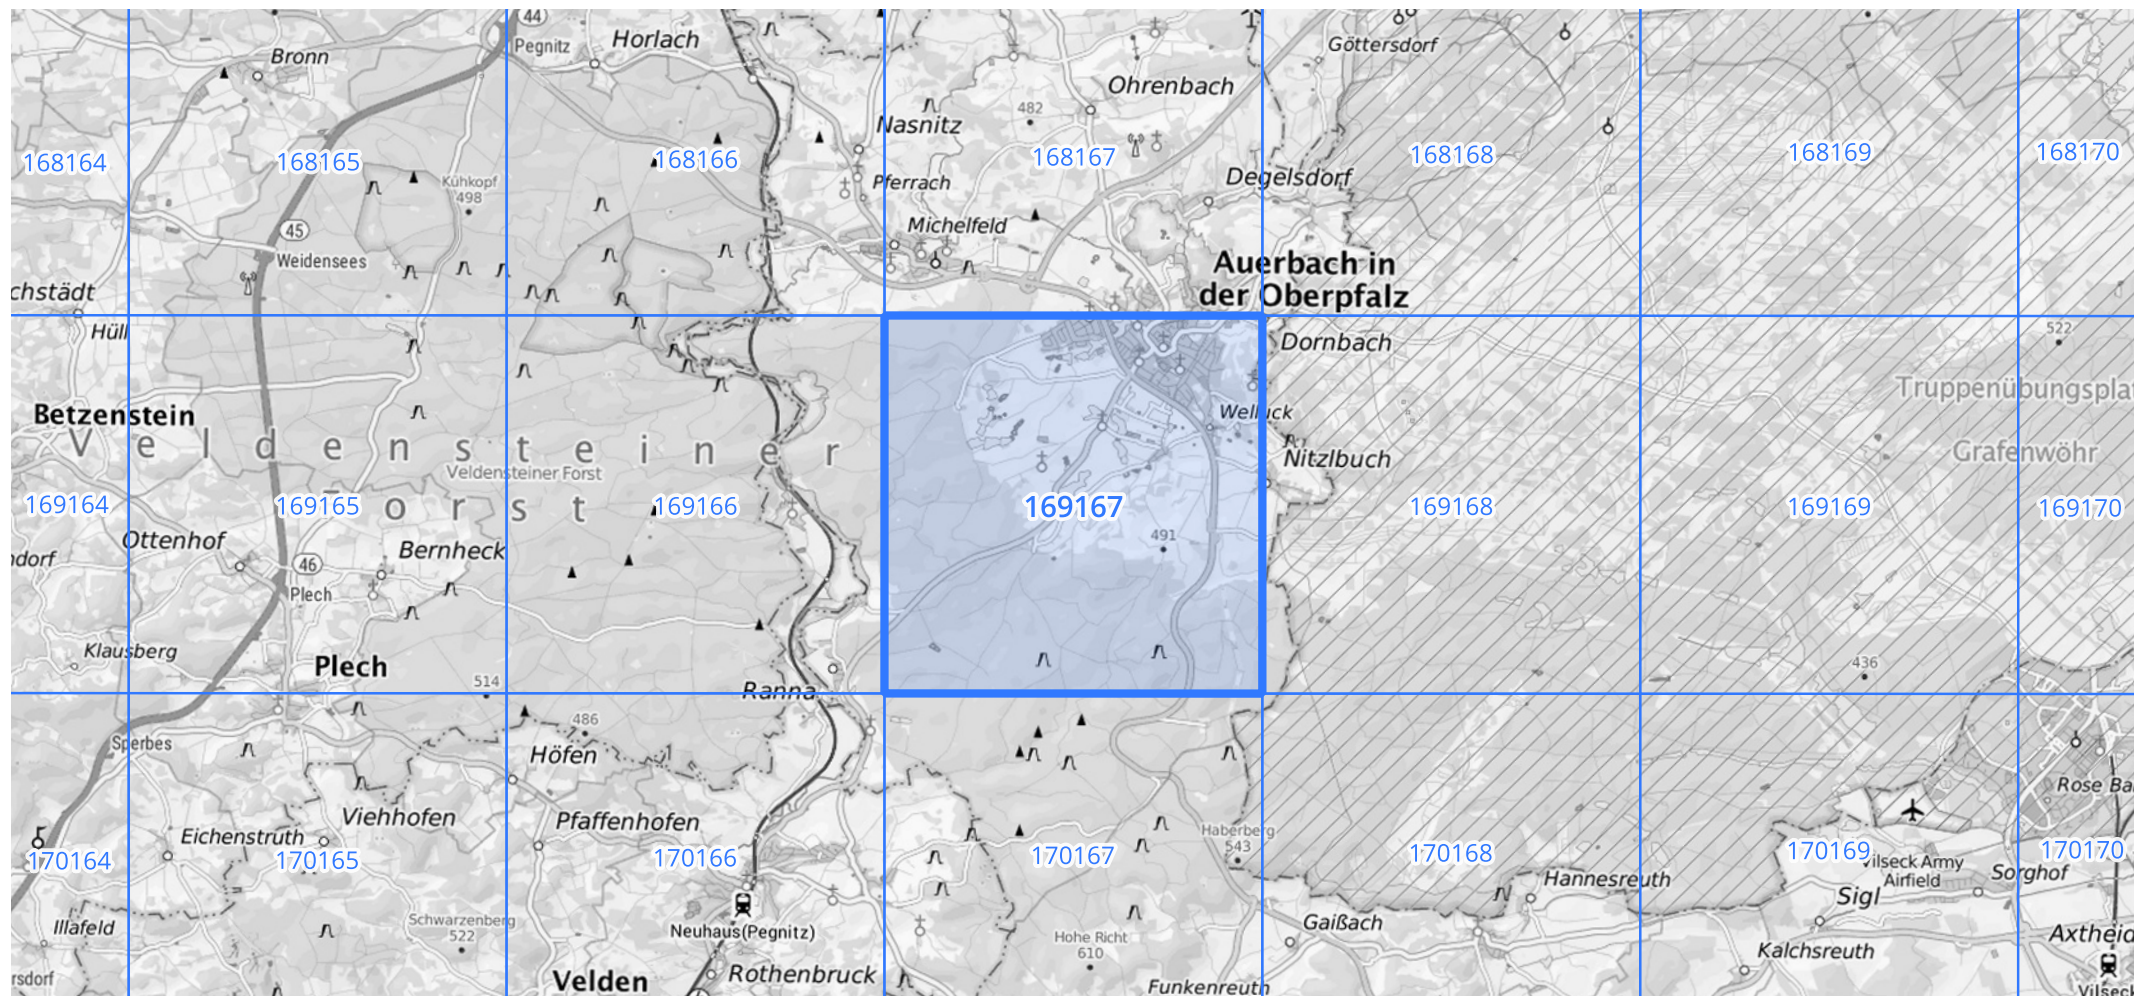 44
Pegnitz
Horlach
Göttersdorf
Bronn
Ohrenbach
482
Nasnitz
168164
168165
168166
168167
168168
168169
168170
Kühkopf
498
Pferrach
Degelsdorf
Michelfeld
45
Weidensees
Auerbach in
der Oberpfalz
chstädt
Hüll
Dornbach
522
Truppenübungsplat
Betzenstein
Welluck
Veldensteiner
Forst
Veldensteiner Forst
Nitzlbuch
Grafenwöhr
169164
169165
169166
169167
169168
169169
169170
Ottenhof
Bernheck
491
ndorf
46
Plech
Klausberg
Plech
514
Ranna
436
486
Sperbes
Höfen
Rose Ba
Viehhofen
Pfaffenhofen
Eichenstruth
Haberberg
543
170164
170165
170166
170167
170168
170169
170170
Vilseck Army
Airfield
Hannesreuth
Sorghof
Sigl
Illafeld
Schwarzenberg
522
Neuhaus(Pegnitz)
Hohe Richt
610
Gaißach
Axtheid
Kalchsreuth
rsdorf
Velden
Rothenbruck
Funkenreuth
Vilseck